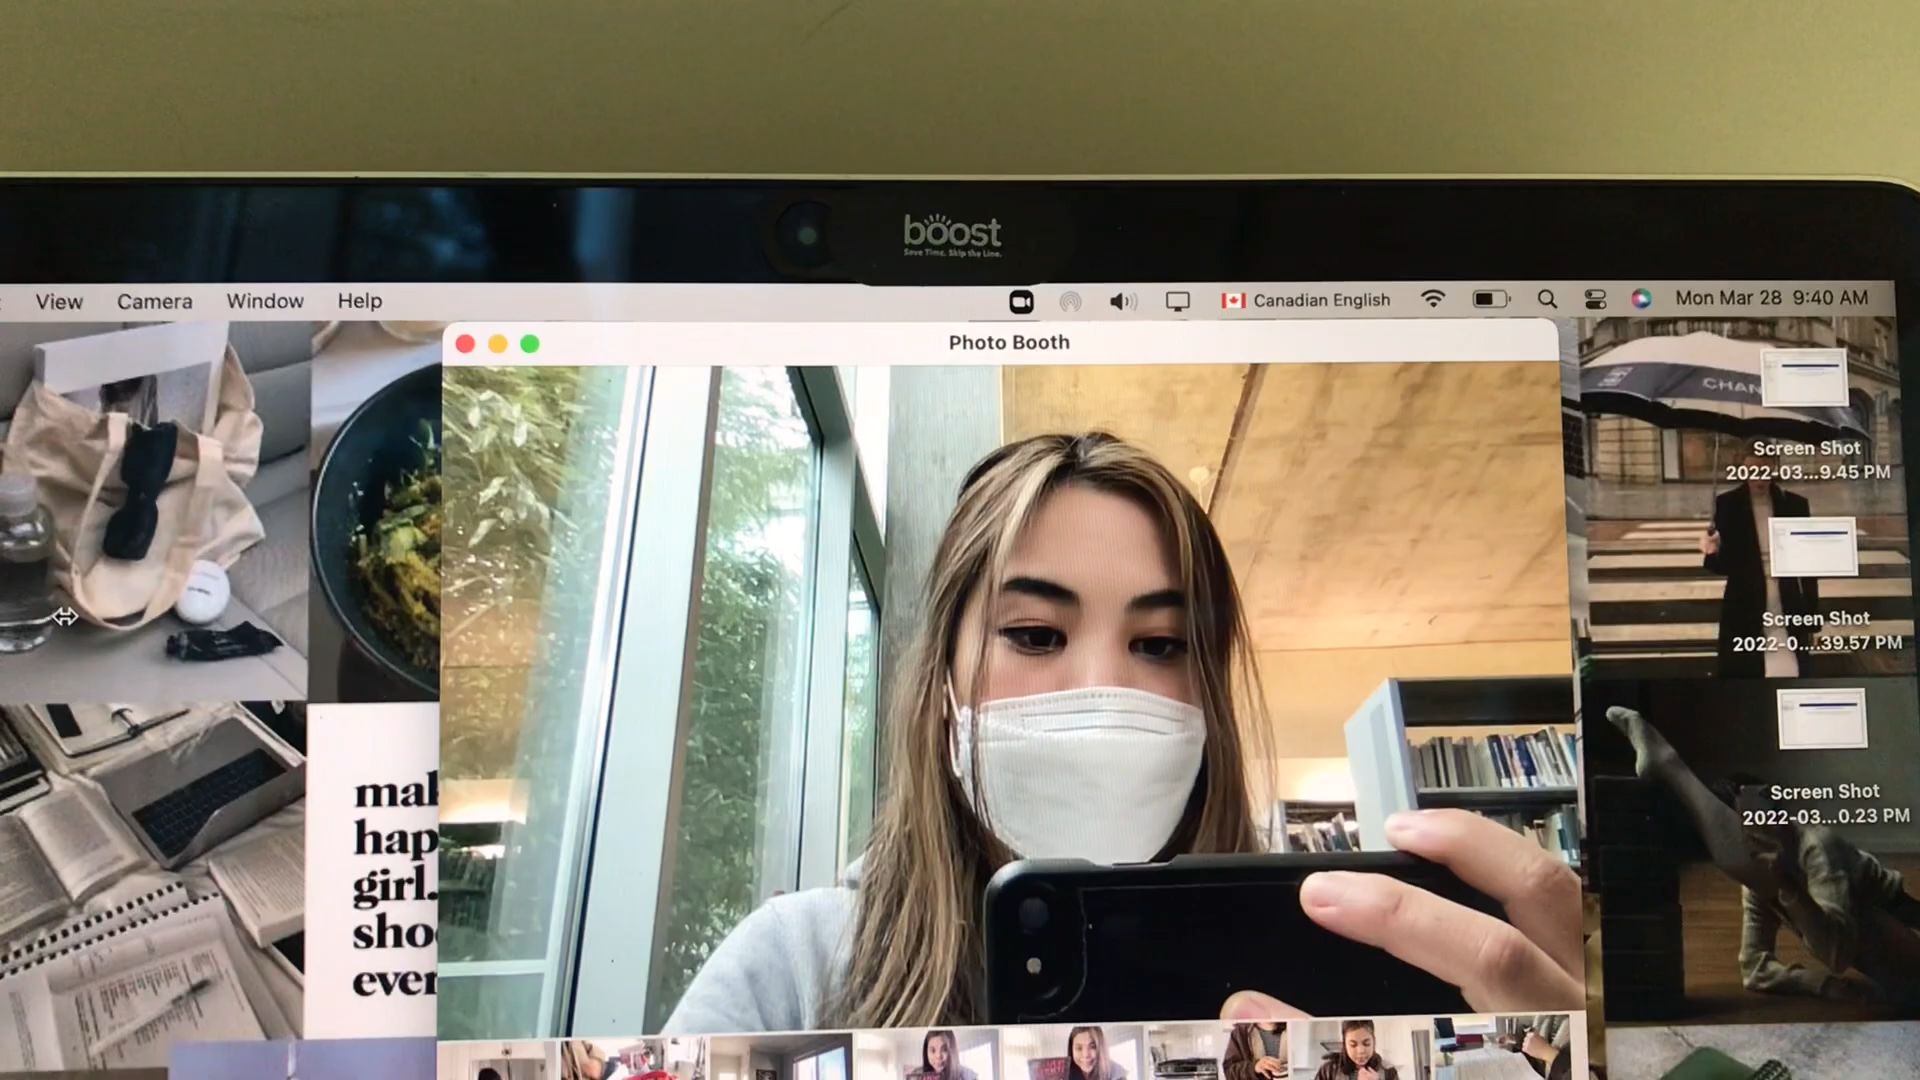 boost
Save Time. Skip the Line.
View Camera Window Help
Canadian English
Mon Mar 28 9:40 AM
Photo Booth
CHAN
Screen Shot
2022-03...9.45 PM
Screen Shot
2022-0....39.57 PM
Screen Shot
2022-03...0.23 PM
mak
hap
girl.
sho
ever